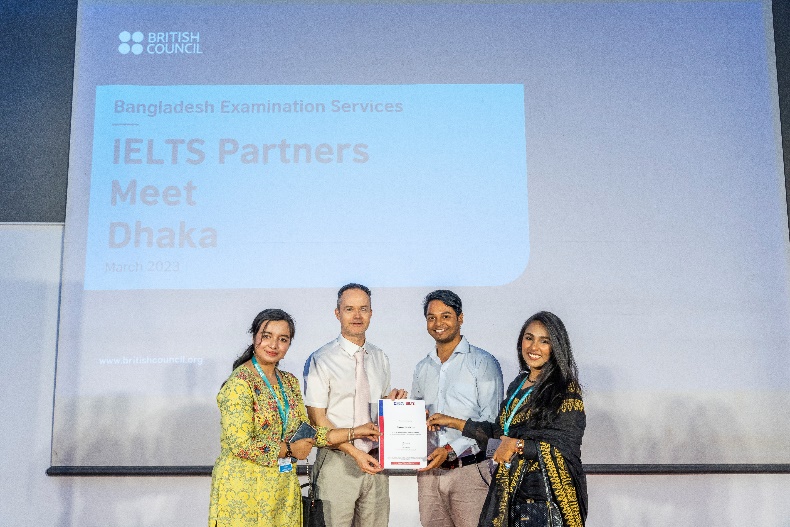 BRITISH
COUNCIL
Bangladesh Examination Services
IELTS Partners
Meet
Dhaka
March 2023
www.britishcouncil.org